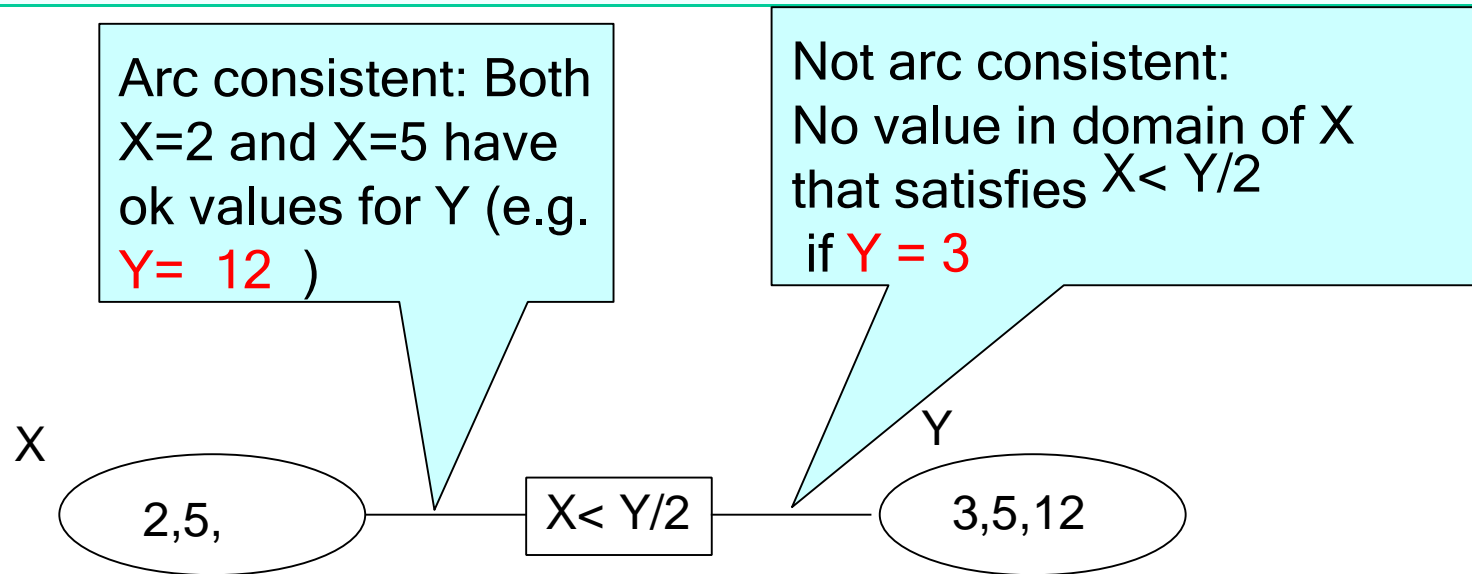 Arc consistent: Both
X=2 and X=5 have
ok values for Y (e.g.
Y= 12 )
Not arc consistent:
No value in domain of X
that satisfies X< Y/2
if Y = 3
X
2,5,
X< Y/2
Y
3,5,12